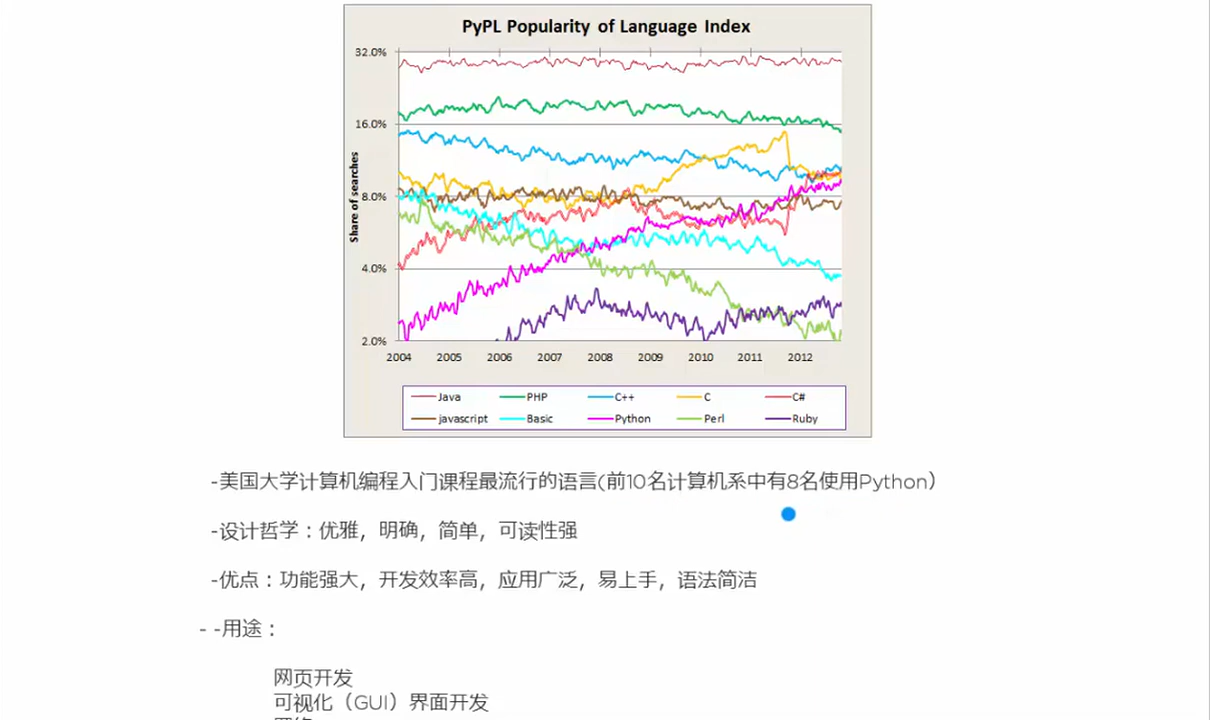 PyPL Popularity of Language Index
32.0%
16.0%
8.0%
4.0%
2.0%
Share of searches
2004 2005 2006 2007 2008 2009 2010 2011 2012
Java PHP C++ C C#
javascript Basic Python Perl Ruby
-美国大学计算机编程入门课程最流行的语言(前10名计算机系中有8名使用Python）
-设计哲学：优雅，明确，简单，可读性强
-优点：功能强大，开发效率高，应用广泛，易上手，语法简洁
- -用途：
网页开发
可视化（GUI）界面开发